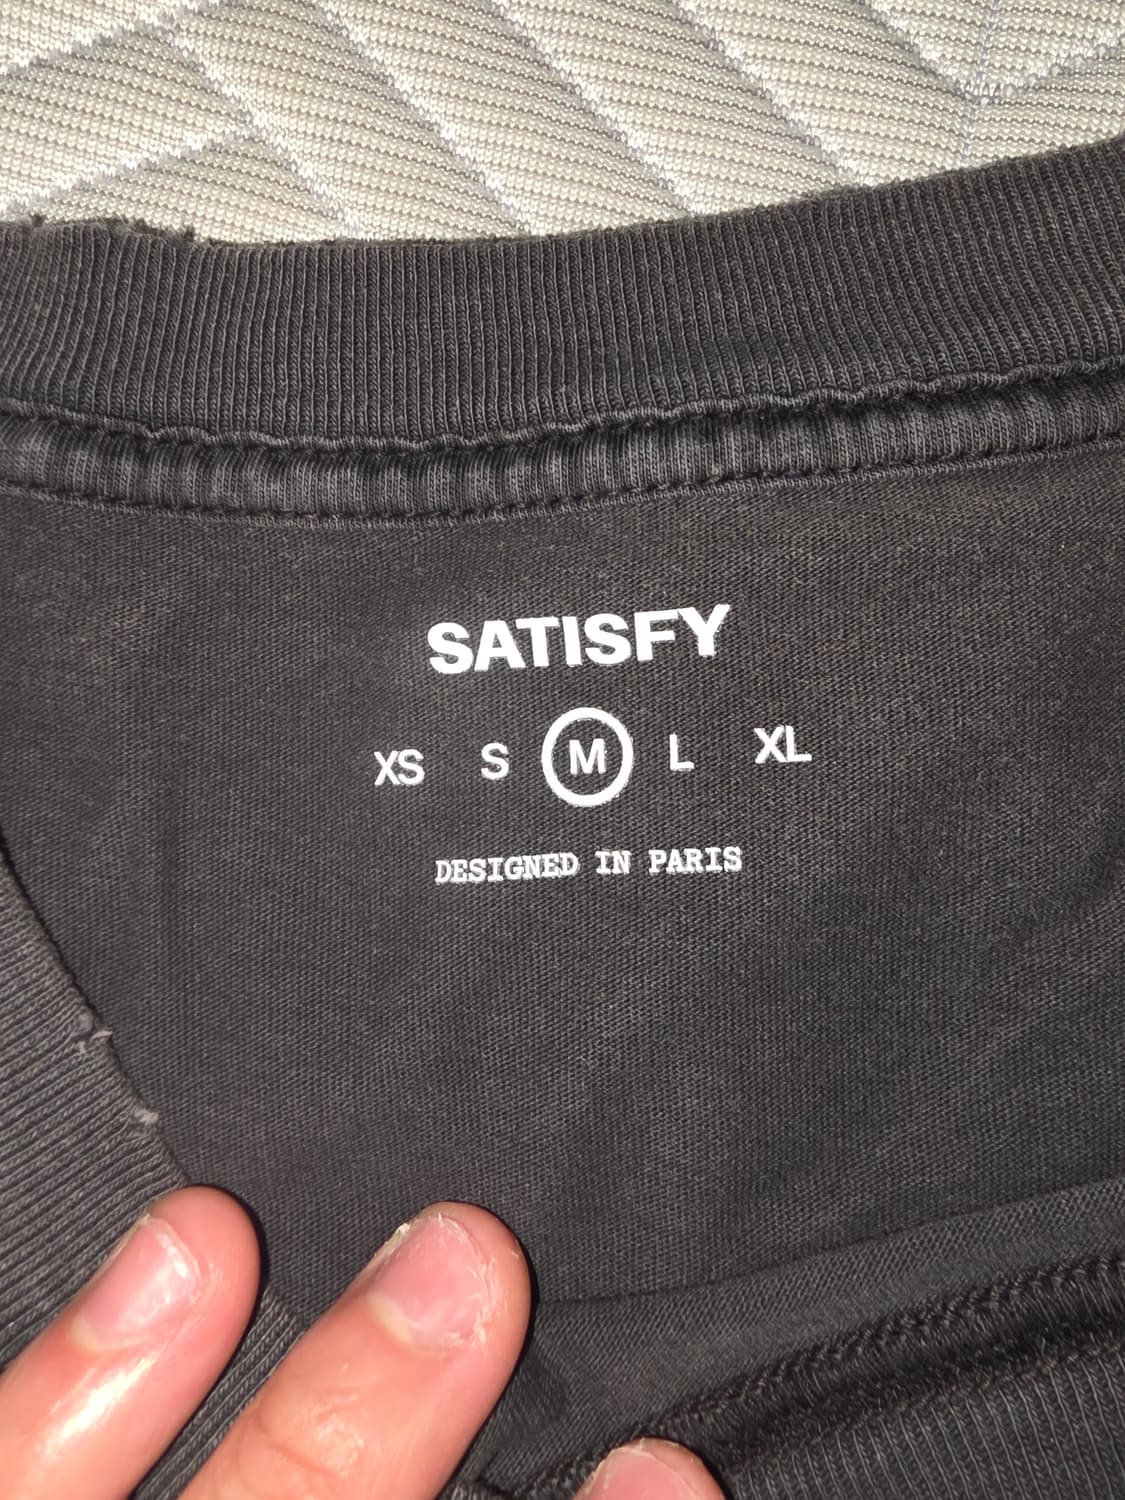 SATISFY
XS S M L XL
DESIGNED IN PARIS